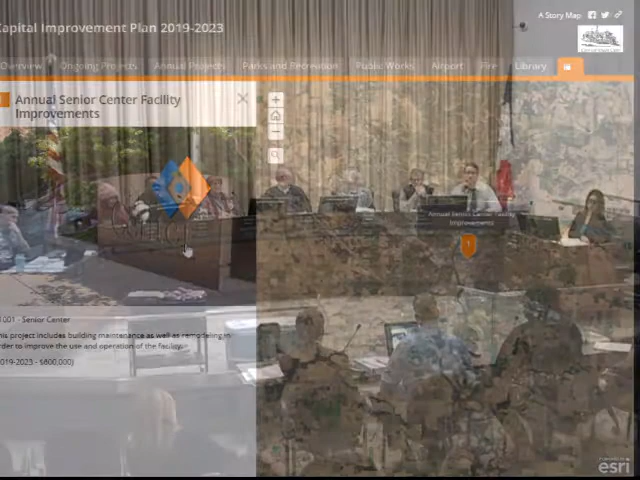 Capital Improvement Plan 2019-2023
A Story Map
Overview Ongoing Projects Annual Projects Parks and Recreation Public Works Airport Fire Library
Annual Senior Center Facility
Improvements
Annual Senior Center Facility
Improvements
1
1001 - Senior Center
This project includes building maintenance as well as remodeling in
order to improve the use and operation of the facility.
(2019-2023 - $800,000)
esri